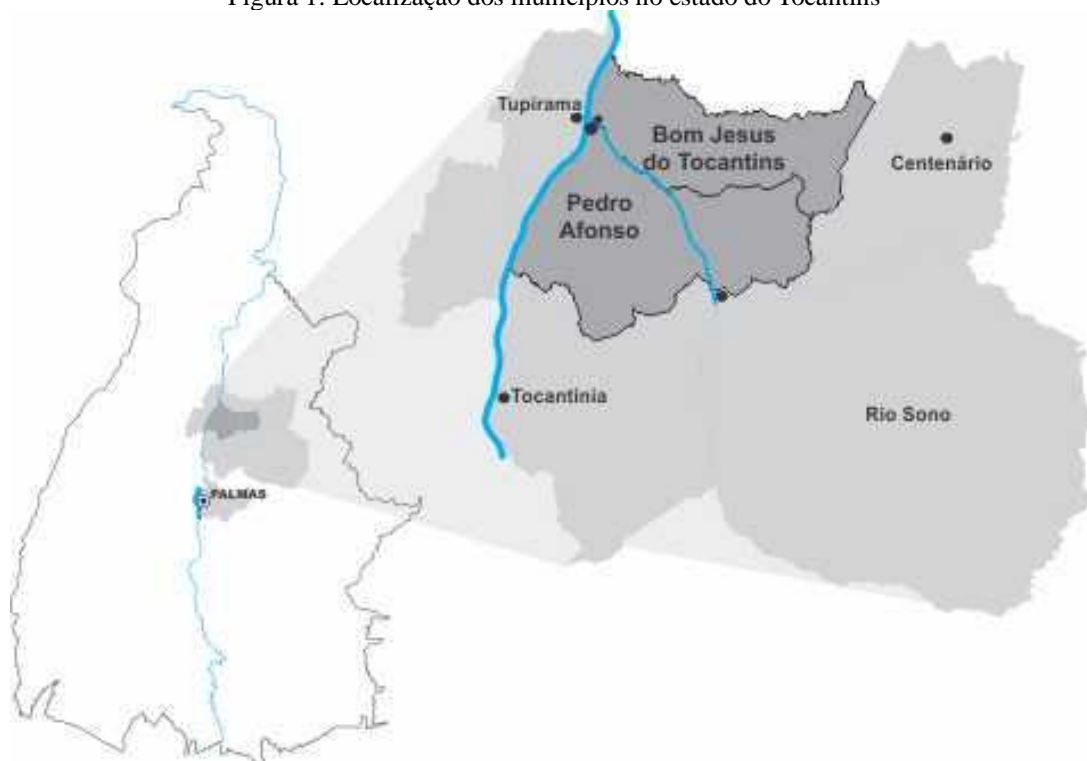 Figura 1: Localização dos municípios no estado do Tocantins
Tupirama
Bom Jesus
do Tocantins
Centenário
Pedro
Afonso
Tocantinia
Rio Sono
PALMAS